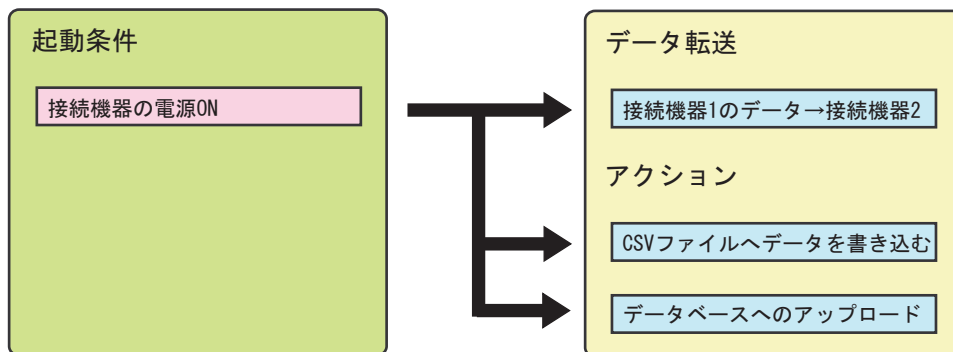 起動条件
接続機器の電源ON
データ転送
接続機器1のデータ→接続機器2
アクション
CSVファイルへデータを書き込む
データベースへのアップロード